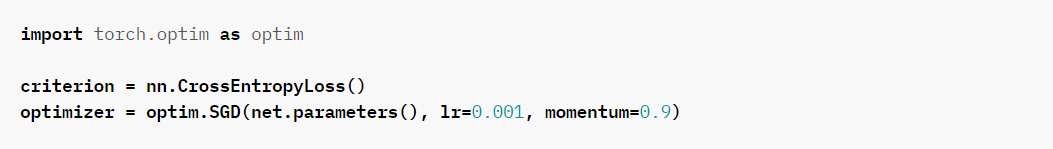 import torch.optim as optim
criterion = nn.CrossEntropyLoss()
optimizer = optim.SGD(net.parameters(), lr=0.001, momentum=0.9)